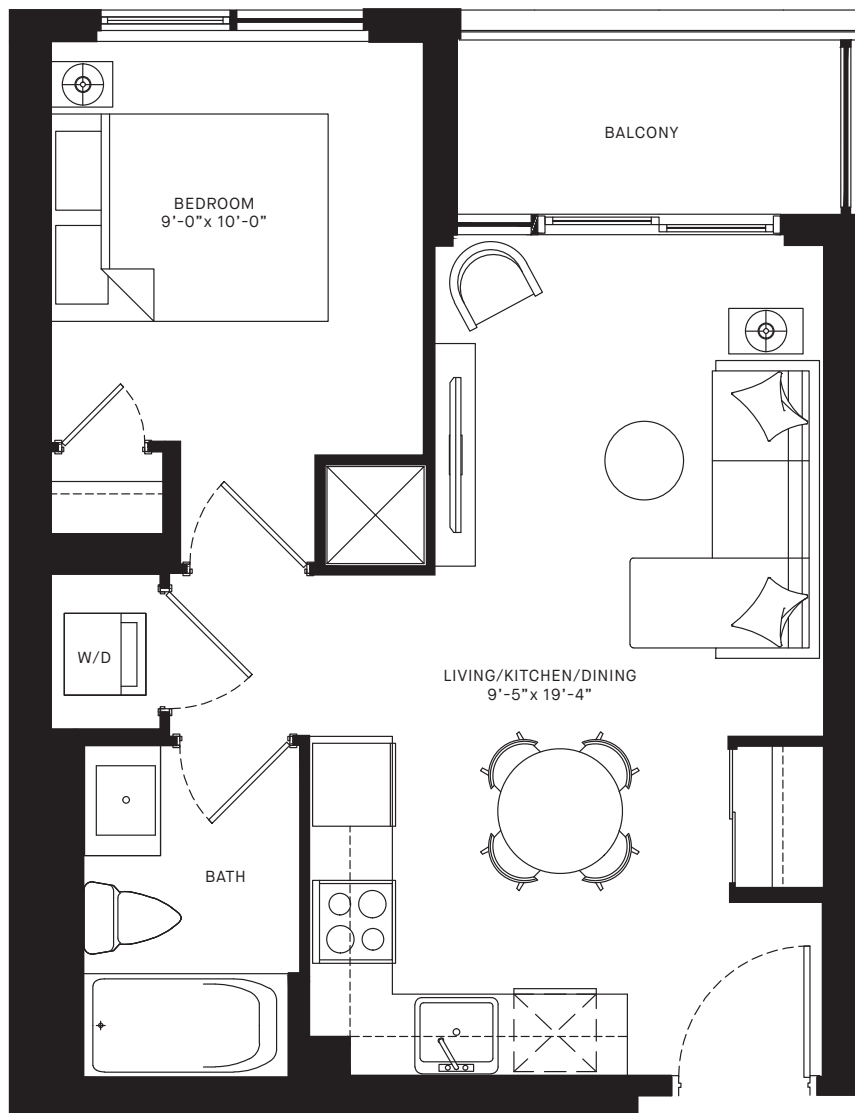 BALCONY
BEDROOM
9’-0”x 10’-0”
W/D
LIVING/KITCHEN/DINING
9’-5”x 19’-4”
BATH